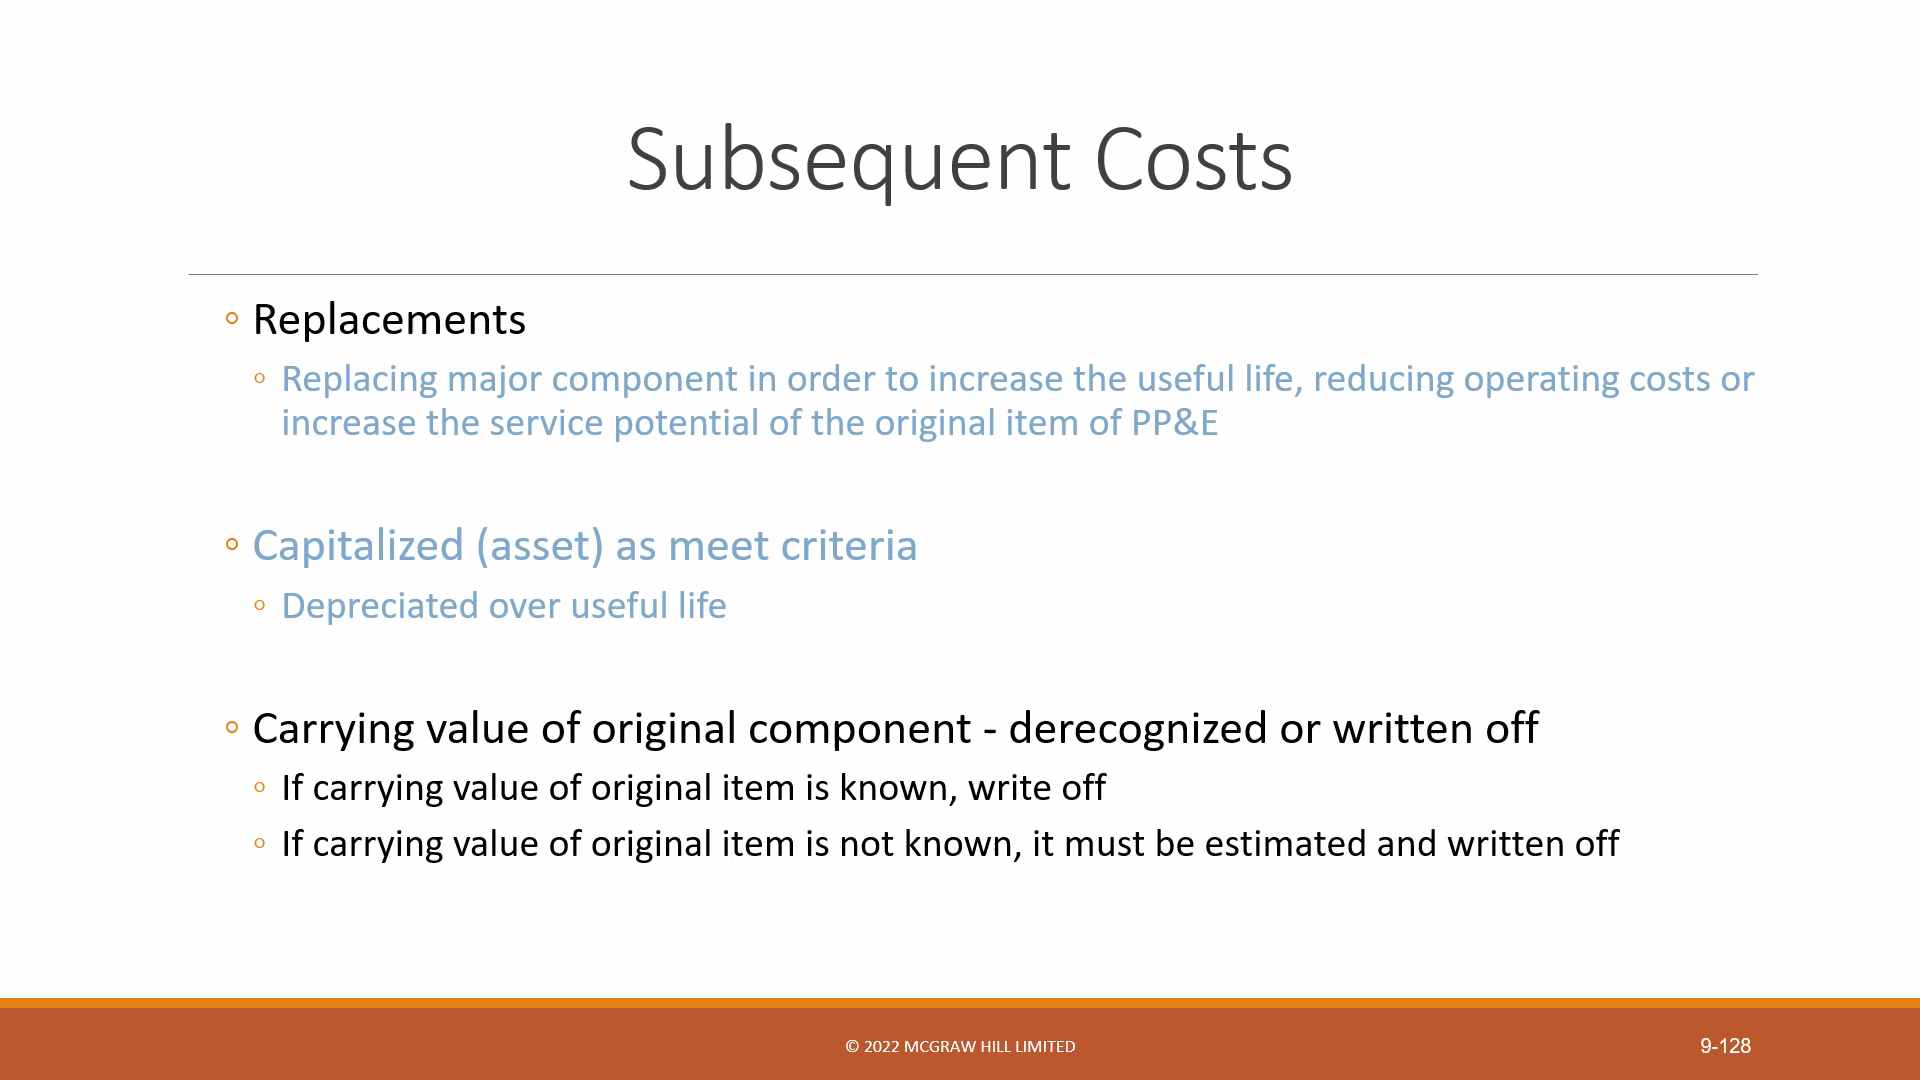 Subsequent Costs
◦ Replacements
◦ Replacing major component in order to increase the useful life, reducing operating costs or
increase the service potential of the original item of PP&E
◦ Capitalized (asset) as meet criteria
◦ Depreciated over useful life
◦ Carrying value of original component - derecognized or written off
◦ If carrying value of original item is known, write off
◦ If carrying value of original item is not known, it must be estimated and written off
© 2022 MCGRAW HILL LIMITED
9-128